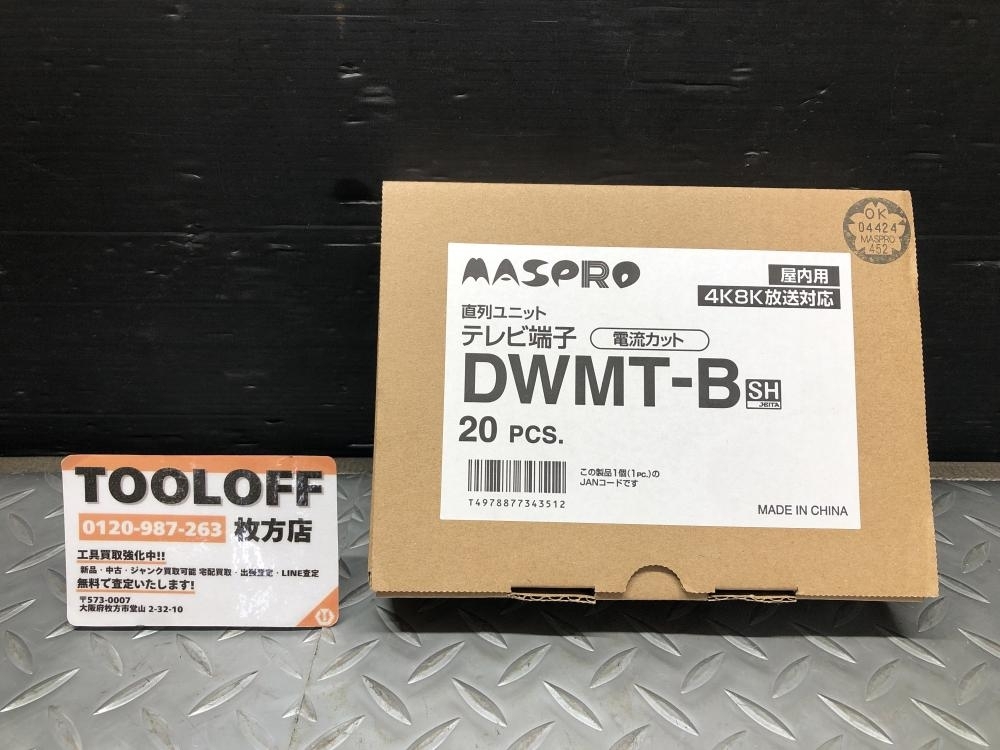 TOOLOFF
0120-987-263 枚方店
工具買取強化中!!
新品・中古・ジャンク買取可能 宅配買取・出張査定・LINE査定
無料で査定いたします!
〒573-0007
大阪府枚方市堂山 2-32-10
OK
04424
MASPRO
452
MASPRO
屋内用
4K8K放送対応
直列ユニット
テレビ端子 電流カット
DWMT-B SH
JEITA
20 PCS.
この製品1個(1PC.)の
JANコードです
T4978877343512
MADE IN CHINA